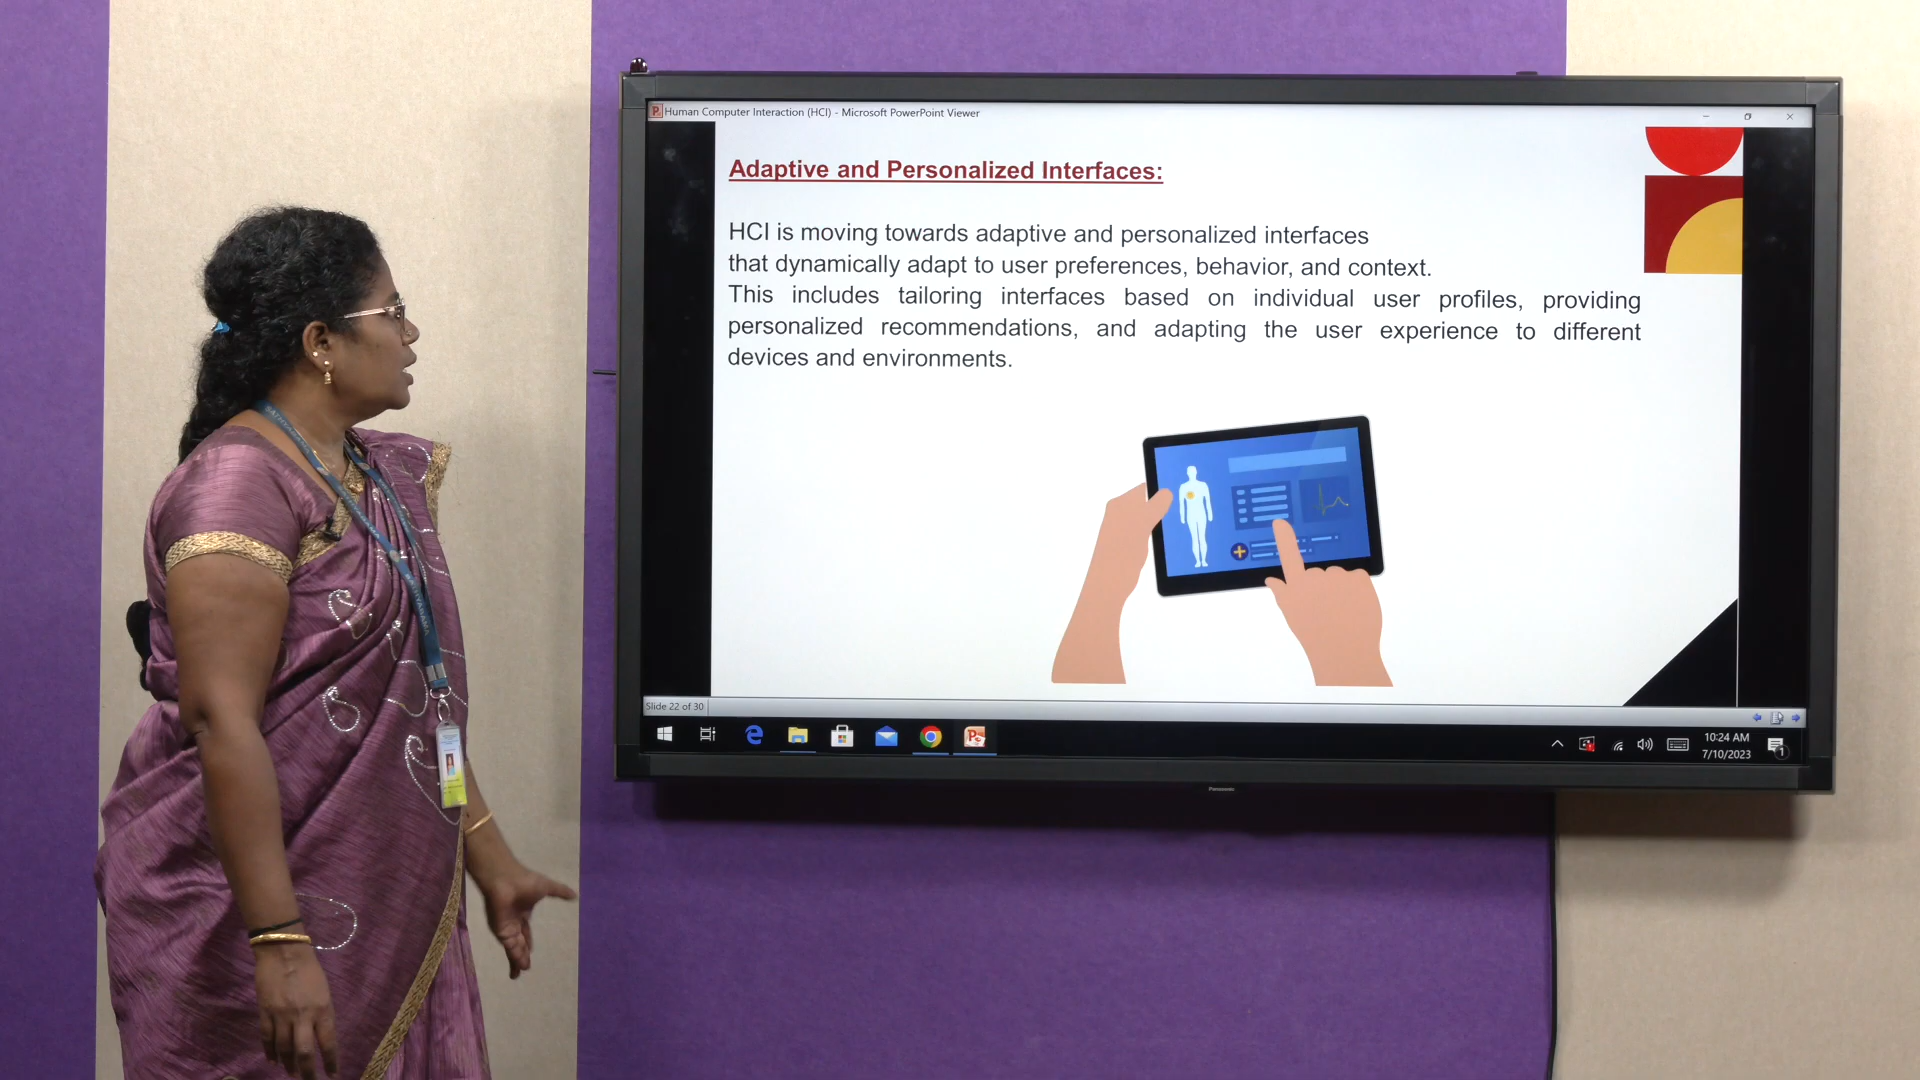 Human Computer Interaction (HCI) - Microsoft PowerPoint Viewer
Adaptive and Personalized Interfaces:
HCI is moving towards adaptive and personalized interfaces
that dynamically adapt to user preferences, behavior, and context.
This includes tailoring interfaces based on individual user profiles, providing
personalized recommendations, and adapting the user experience to different
devices and environments.
Slide 22 of 30
10:24 AM
7/10/2023
1
Panasonic
SATHYABAMA
SATHYABAMA